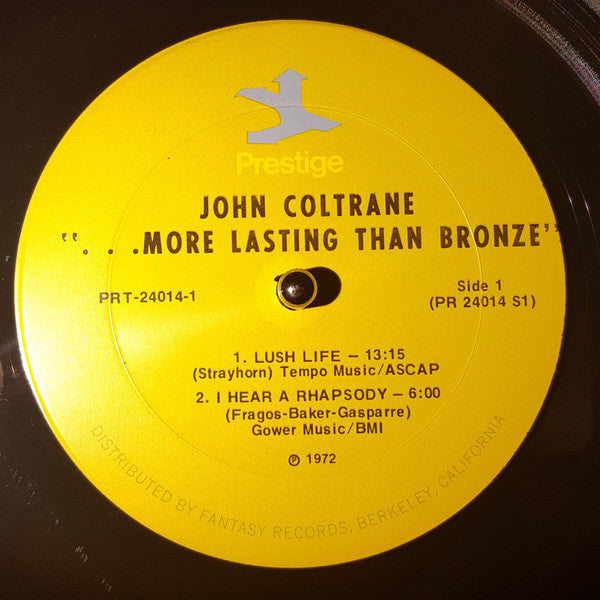 Prestige
JOHN COLTRANE
". . .MORE LASTING THAN BRONZE"
PRT-24014-1
Side 1
(PR 24014 S1)
1. LUSH LIFE — 13:15
(Strayhorn) Tempo Music/ASCAP
2. I HEAR A RHAPSODY — 6:00
(Fragos-Baker-Gasparre)
Gower Music/BMI
℗ 1972
DISTRIBUTED BY FANTASY RECORDS, BERKELEY, CALIFORNIA